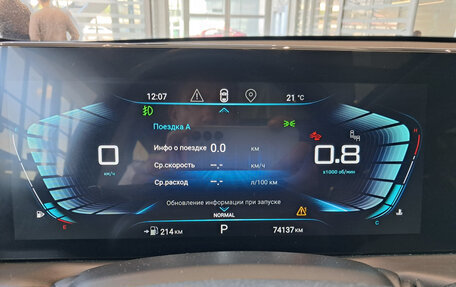 12:07 21 °C
Поездка А
Инфо о поездке 0.0 км
Ср.скорость --.- км/ч
Ср.расход --.- л/100 км
0
км/ч
0.8
x1000 об/мин
H
Обновление информации при запуске
NORMAL
E
C
214 км P 74137 км